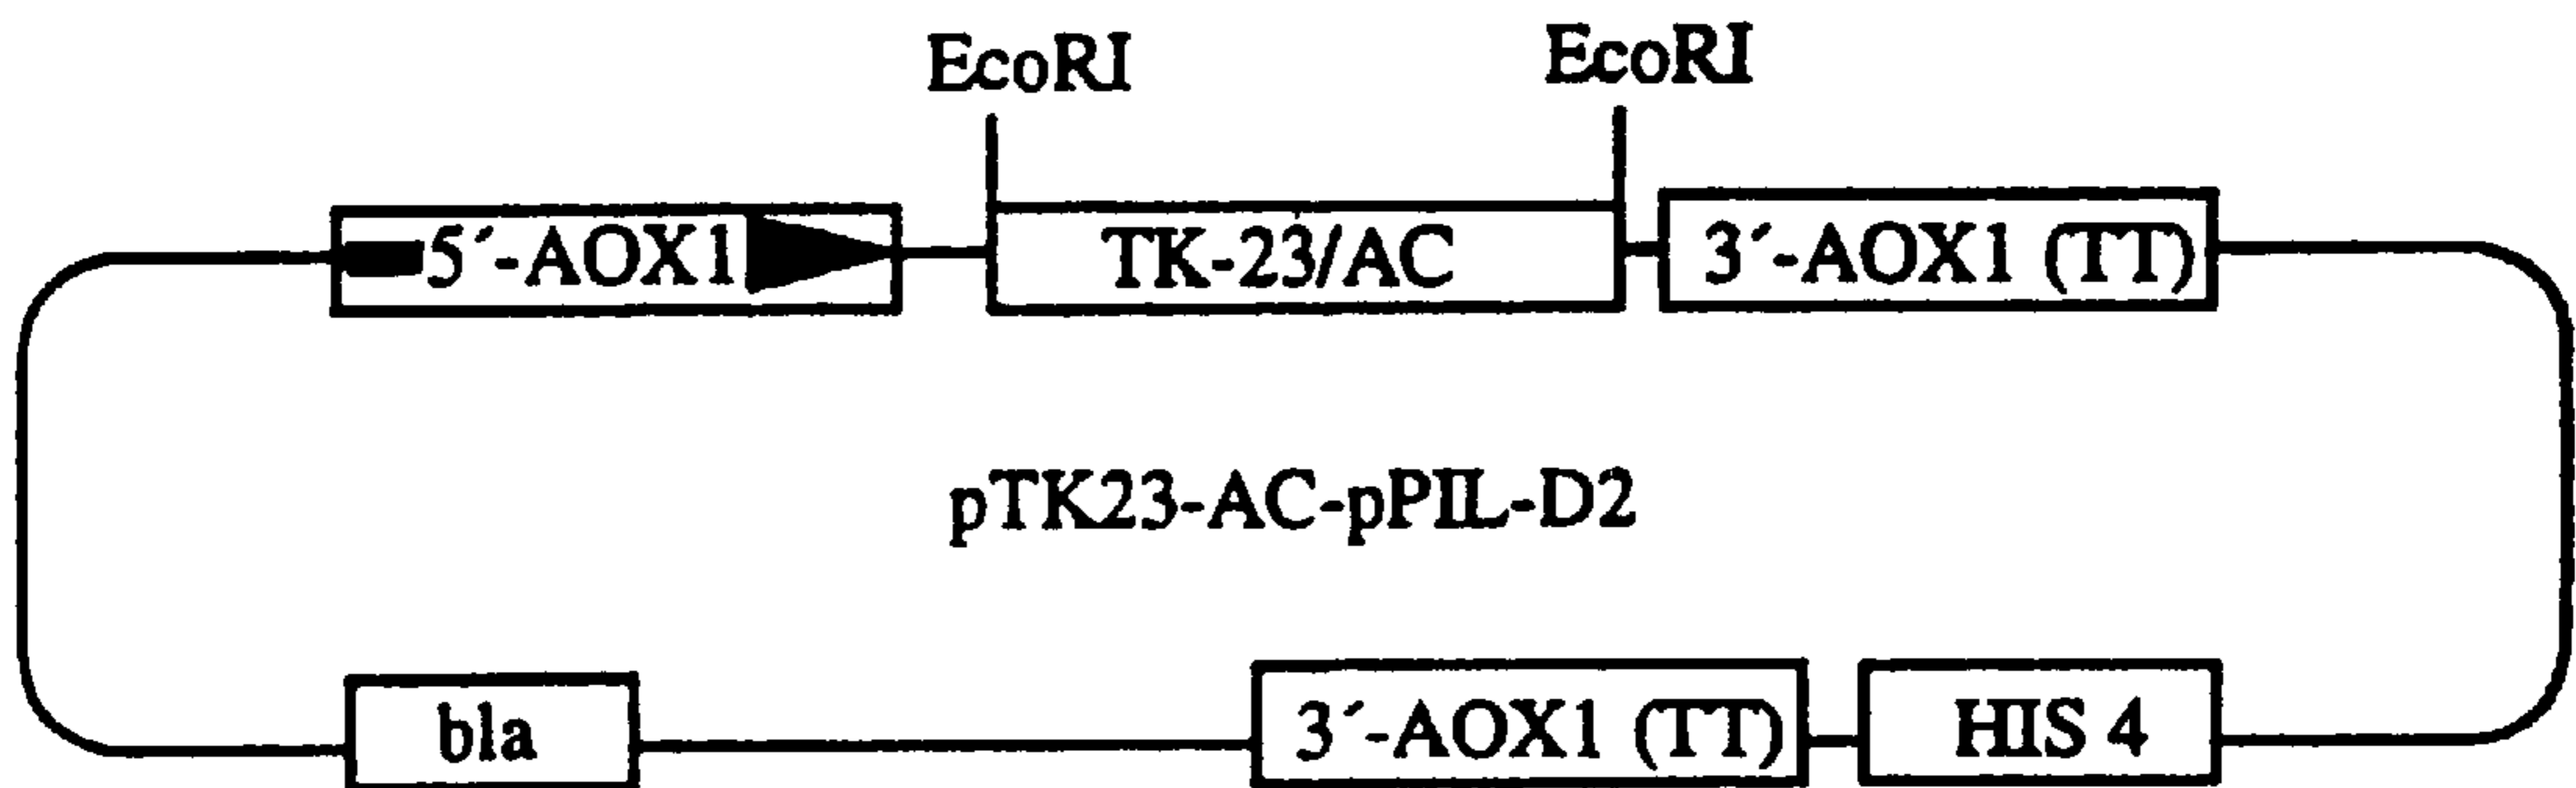 EcoRI
EcoRI
5´-AOX1
TK-23/AC
3´-AOX1 (TT)
pTK23-AC-pPIL-D2
bla
3´-AOX1 (TT)
HIS 4